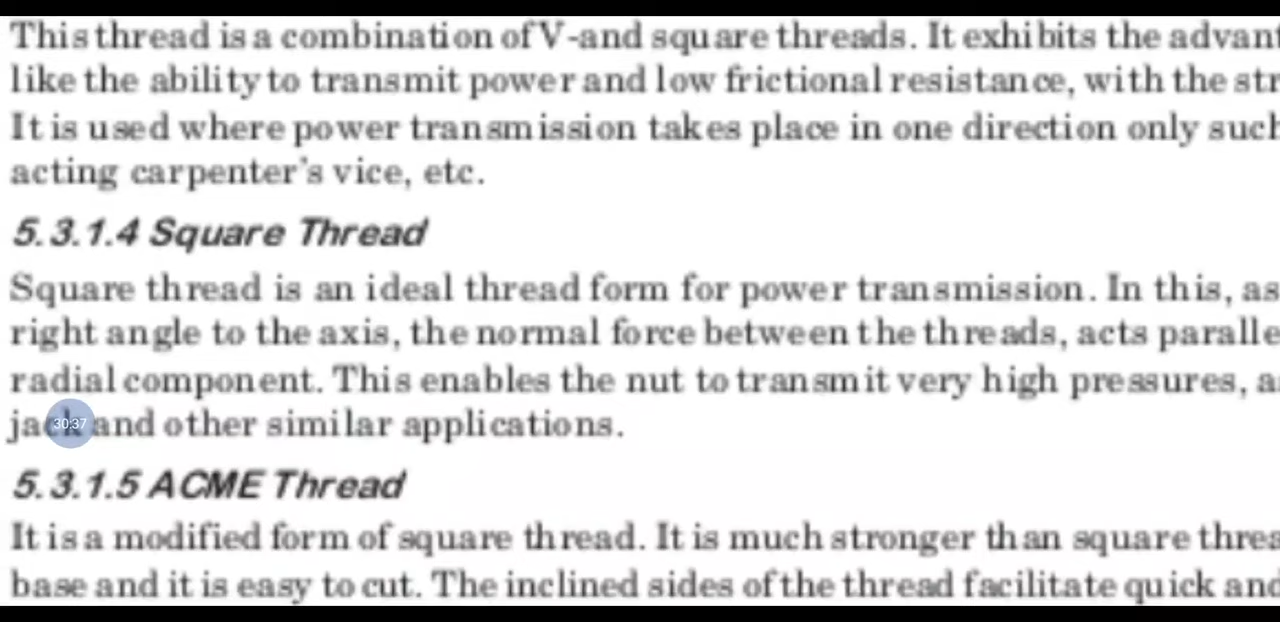 This thread is a combination of V-and square threads. It exhibits the
like the ability to transmit power and low frictional resistance, with the
It is used where power transmission takes place in one direction only
acting carpenter's vice, etc.
5.3.1.4 Square Thread
Square thread is an ideal thread form for power transmission. In this, as
right angle to the axis, the normal force between the threads, acts
radial component. This enables the nut to transmit very high pressures,
30:37 and other similar applications.
5.3.1.5 ACME Thread
It is a modified form of square thread. It is much stronger than square
base and it is easy to cut. The inclined sides of the thread facilitate quick